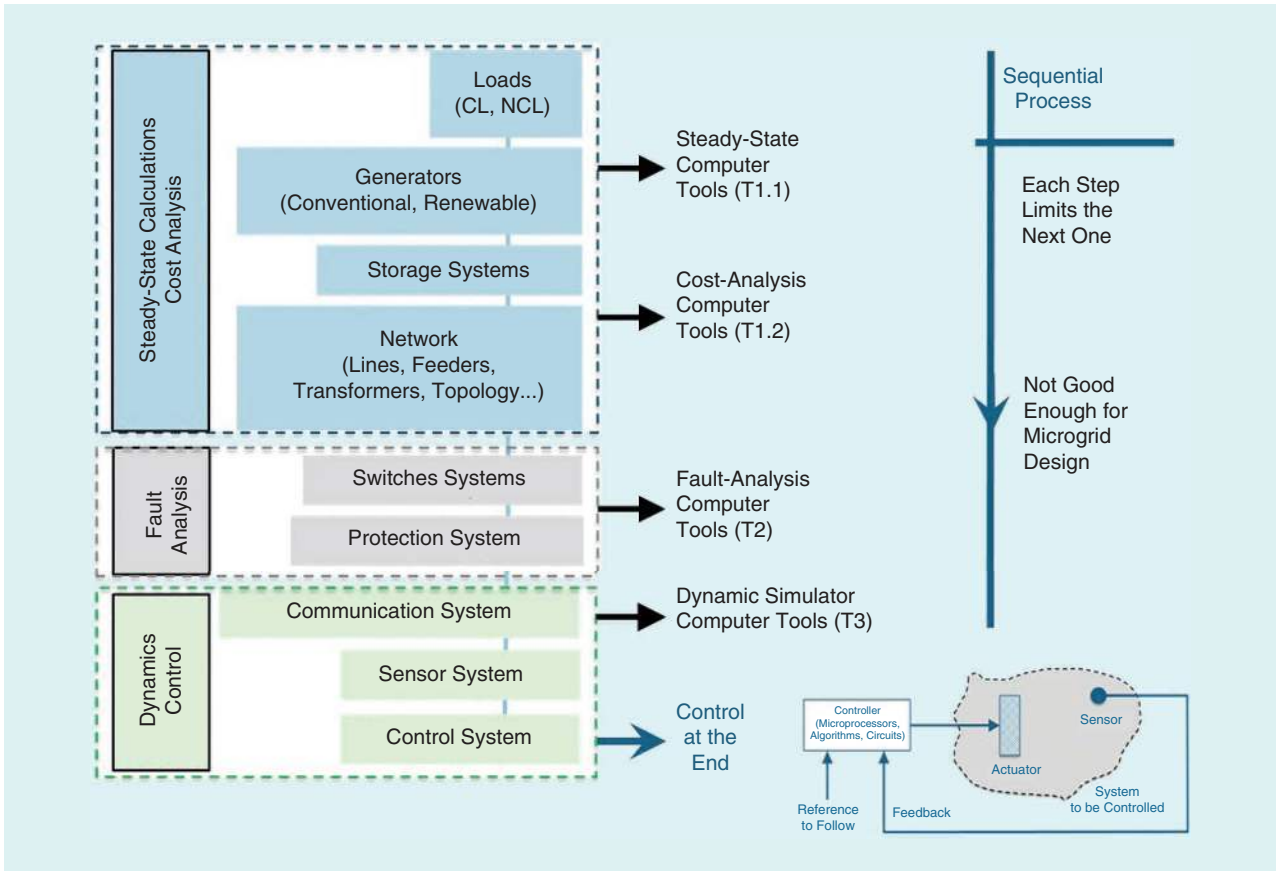 Steady-State Calculations
Cost Analysis
Loads
(CL, NCL)
Generators
(Conventional, Renewable)
Storage Systems
Network
(Lines, Feeders,
Transformers, Topology...)
Steady-State
Computer
Tools (T1.1)
Cost-Analysis
Computer
Tools (T1.2)
Fault
Analysis
Switches Systems
Protection System
Fault-Analysis
Computer
Tools (T2)
Dynamics
Control
Communication System
Sensor System
Control System
Dynamic Simulator
Computer Tools (T3)
Control
at the
End
Sequential
Process
Each Step
Limits the
Next One
Not Good
Enough for
Microgrid
Design
Controller
(Microprocessors,
Algorithms, Circuits)
Sensor
Actuator
System
to be Controlled
Reference
to Follow
Feedback